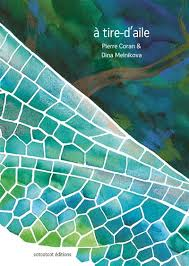 à tire-d'aile
Pierre Coran &
Dina Melnikova
cotcotcot éditions